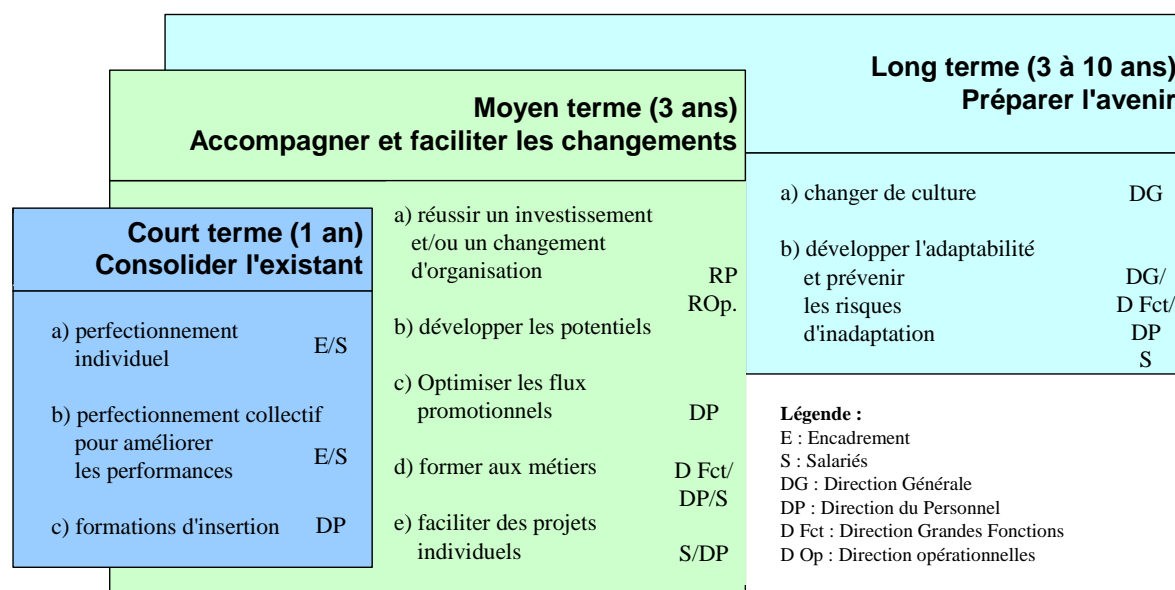 Long terme (3 à 10 ans)
Préparer l'avenir
a) changer de culture DG
b) développer l'adaptabilité
et prévenir DG/
les risques D Fct/
d'inadaptation DP
S
Moyen terme (3 ans)
Accompagner et faciliter les changements
a) réussir un investissement
et/ou un changement
d'organisation RP
ROp.
b) développer les potentiels
c) Optimiser les flux
promotionnels DP
d) former aux métiers D Fct/
DP/S
e) faciliter des projets
individuels S/DP
Court terme (1 an)
Consolider l'existant
a) perfectionnement
individuel E/S
b) perfectionnement collectif
pour améliorer
les performances E/S
c) formations d'insertion DP
Légende :
E : Encadrement
S : Salariés
DG : Direction Générale
DP : Direction du Personnel
D Fct : Direction Grandes Fonctions
D Op : Direction opérationnelles